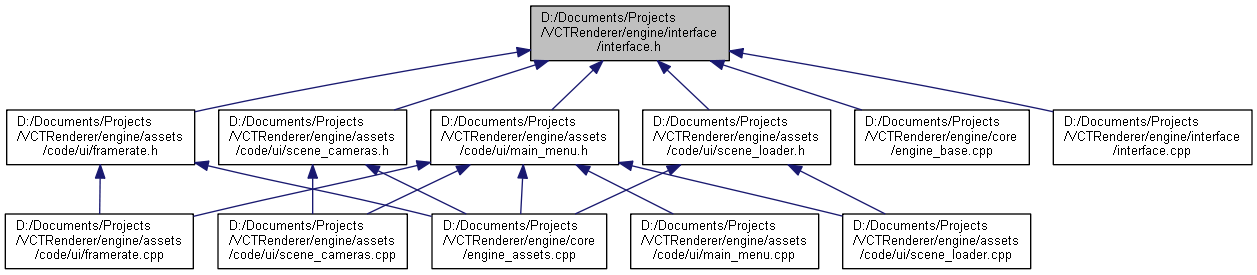 D:/Documents/Projects
/VCTRenderer/engine/interface
/interface.h
D:/Documents/Projects
/VCTRenderer/engine/assets
/code/ui/framerate.h
D:/Documents/Projects
/VCTRenderer/engine/assets
/code/ui/scene_cameras.h
D:/Documents/Projects
/VCTRenderer/engine/assets
/code/ui/main_menu.h
D:/Documents/Projects
/VCTRenderer/engine/assets
/code/ui/scene_loader.h
D:/Documents/Projects
/VCTRenderer/engine/core
/engine_base.cpp
D:/Documents/Projects
/VCTRenderer/engine/interface
/interface.cpp
D:/Documents/Projects
/VCTRenderer/engine/assets
/code/ui/framerate.cpp
D:/Documents/Projects
/VCTRenderer/engine/assets
/code/ui/scene_cameras.cpp
D:/Documents/Projects
/VCTRenderer/engine/core
/engine_assets.cpp
D:/Documents/Projects
/VCTRenderer/engine/assets
/code/ui/main_menu.cpp
D:/Documents/Projects
/VCTRenderer/engine/assets
/code/ui/scene_loader.cpp